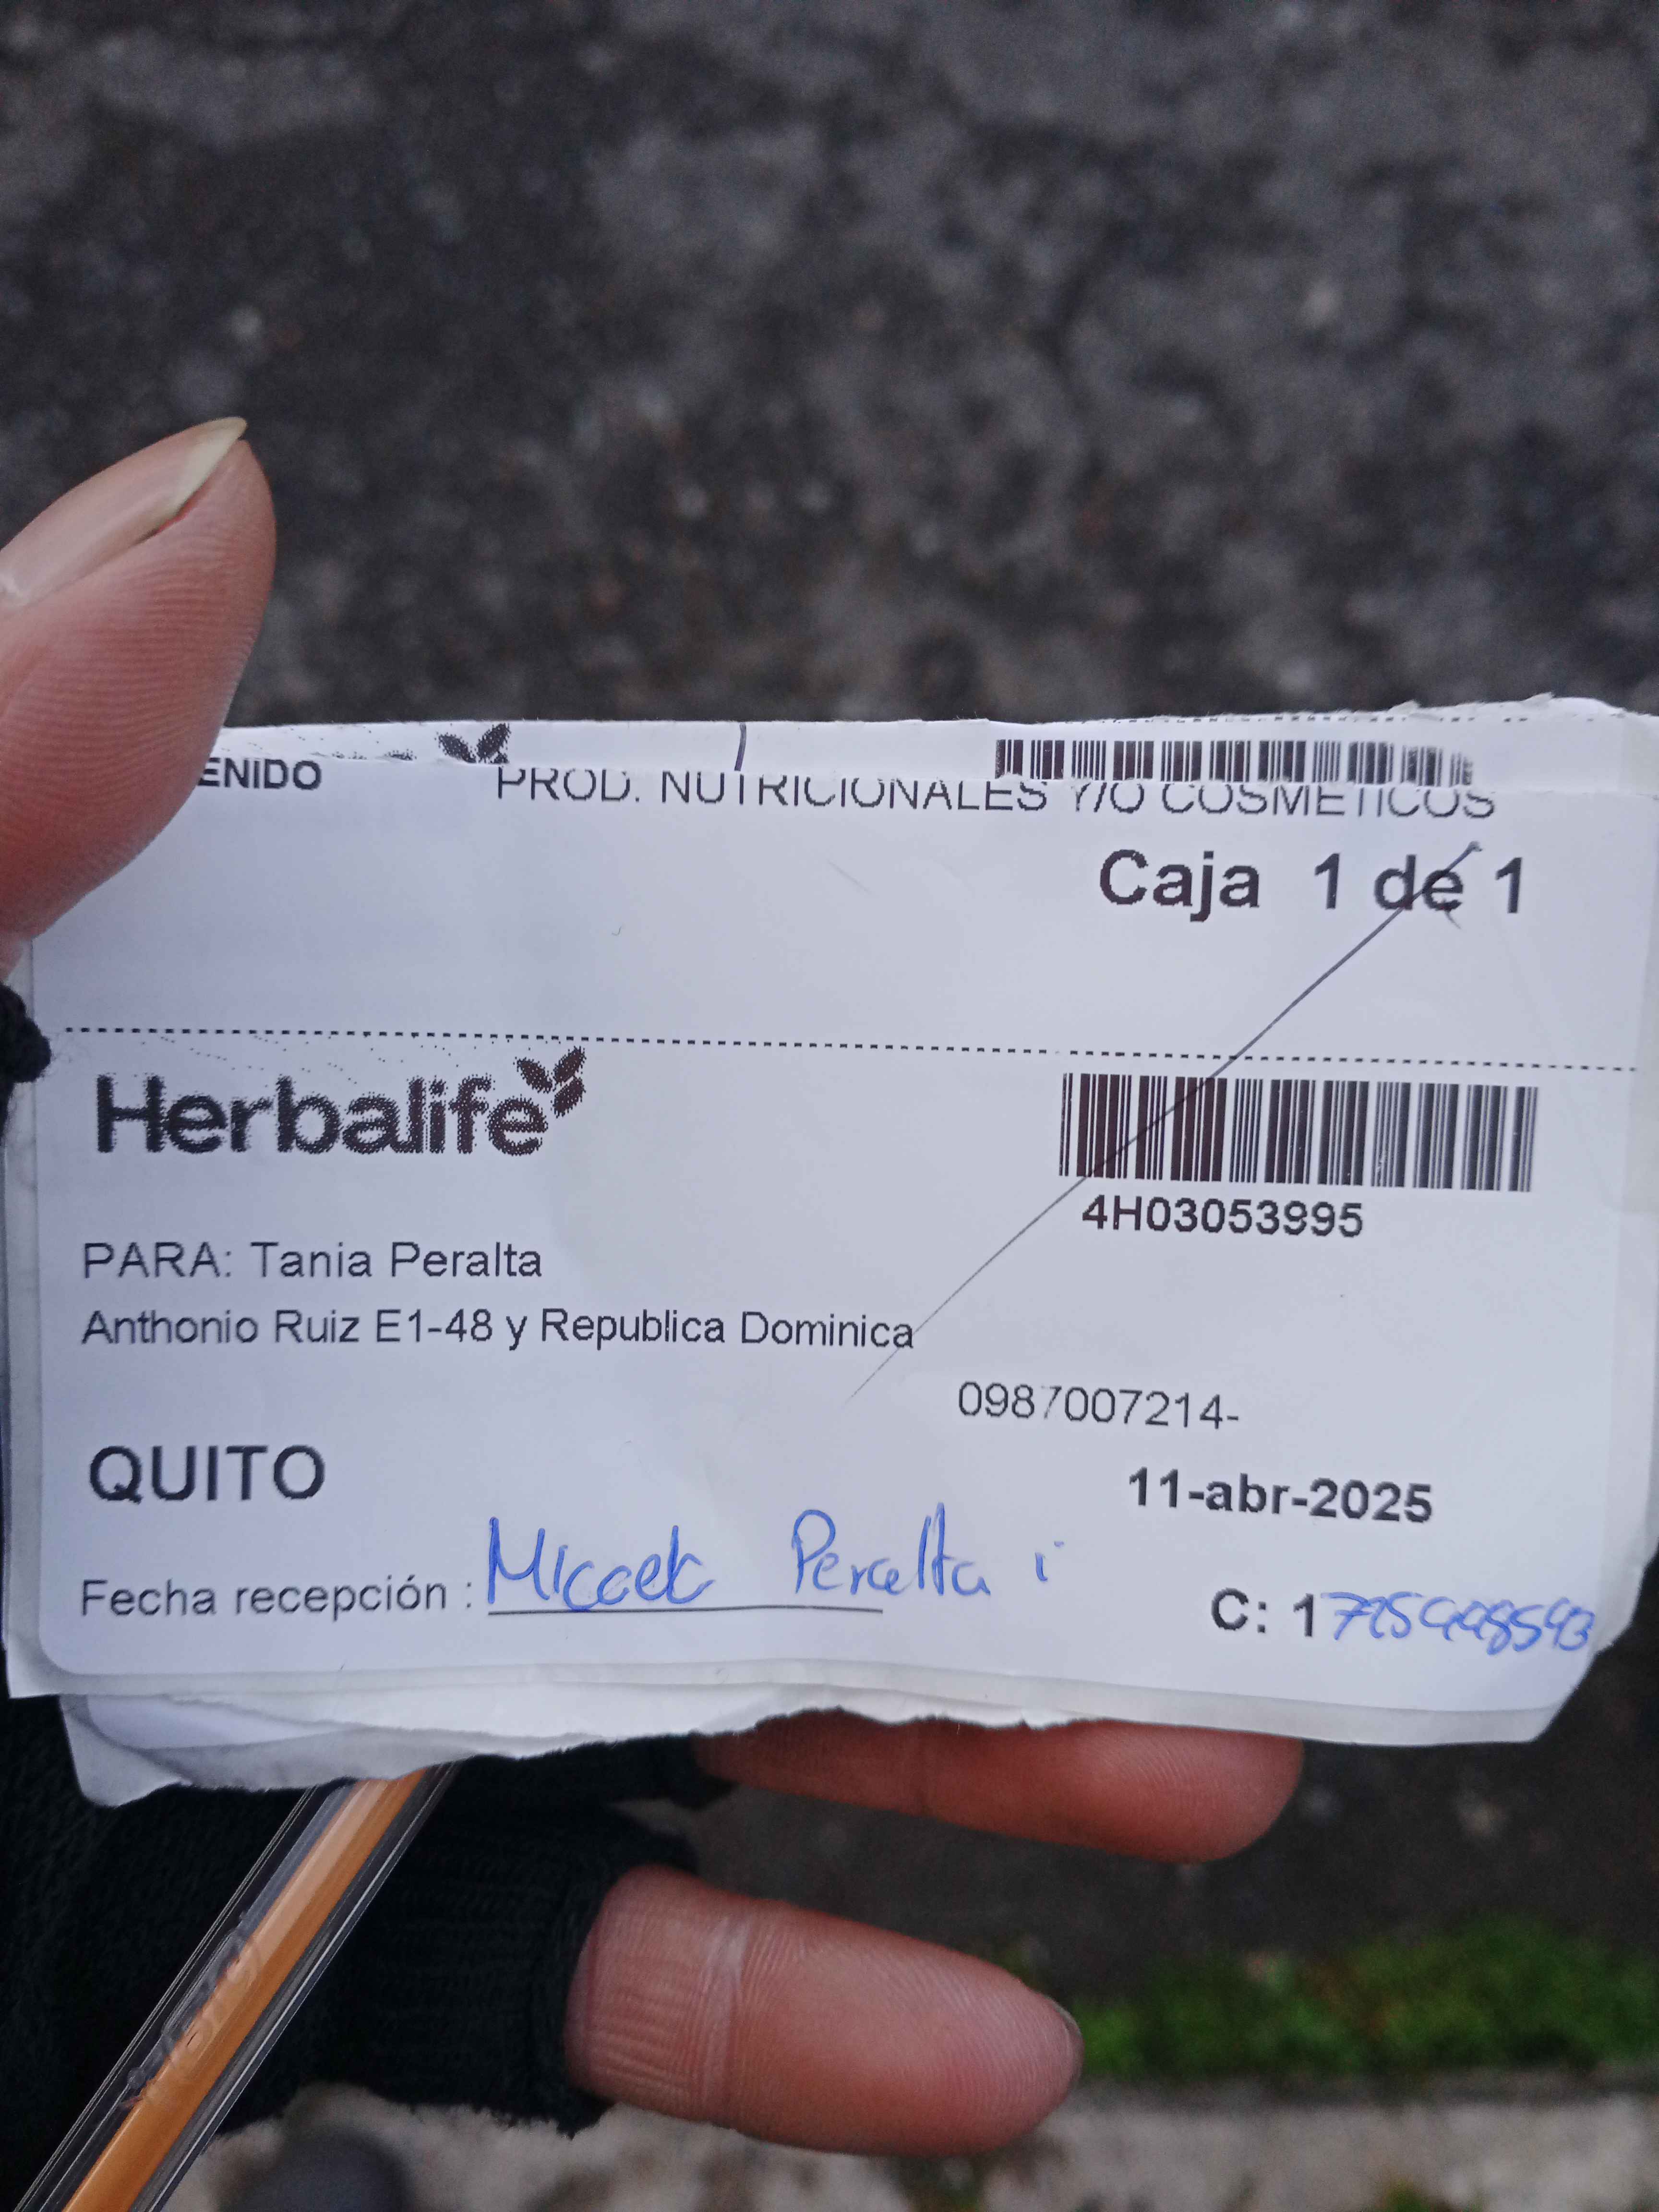 ENIDO PROD. NUTRICIONALES Y/O COSMETICOS
Caja 1 de 1
Herbalife
4H03053995
PARA: Tania Peralta
Anthonio Ruiz E1-48 y Republica Dominica
0987007214-
QUITO
11-abr-2025
Fecha recepción : Peralta
C: 1